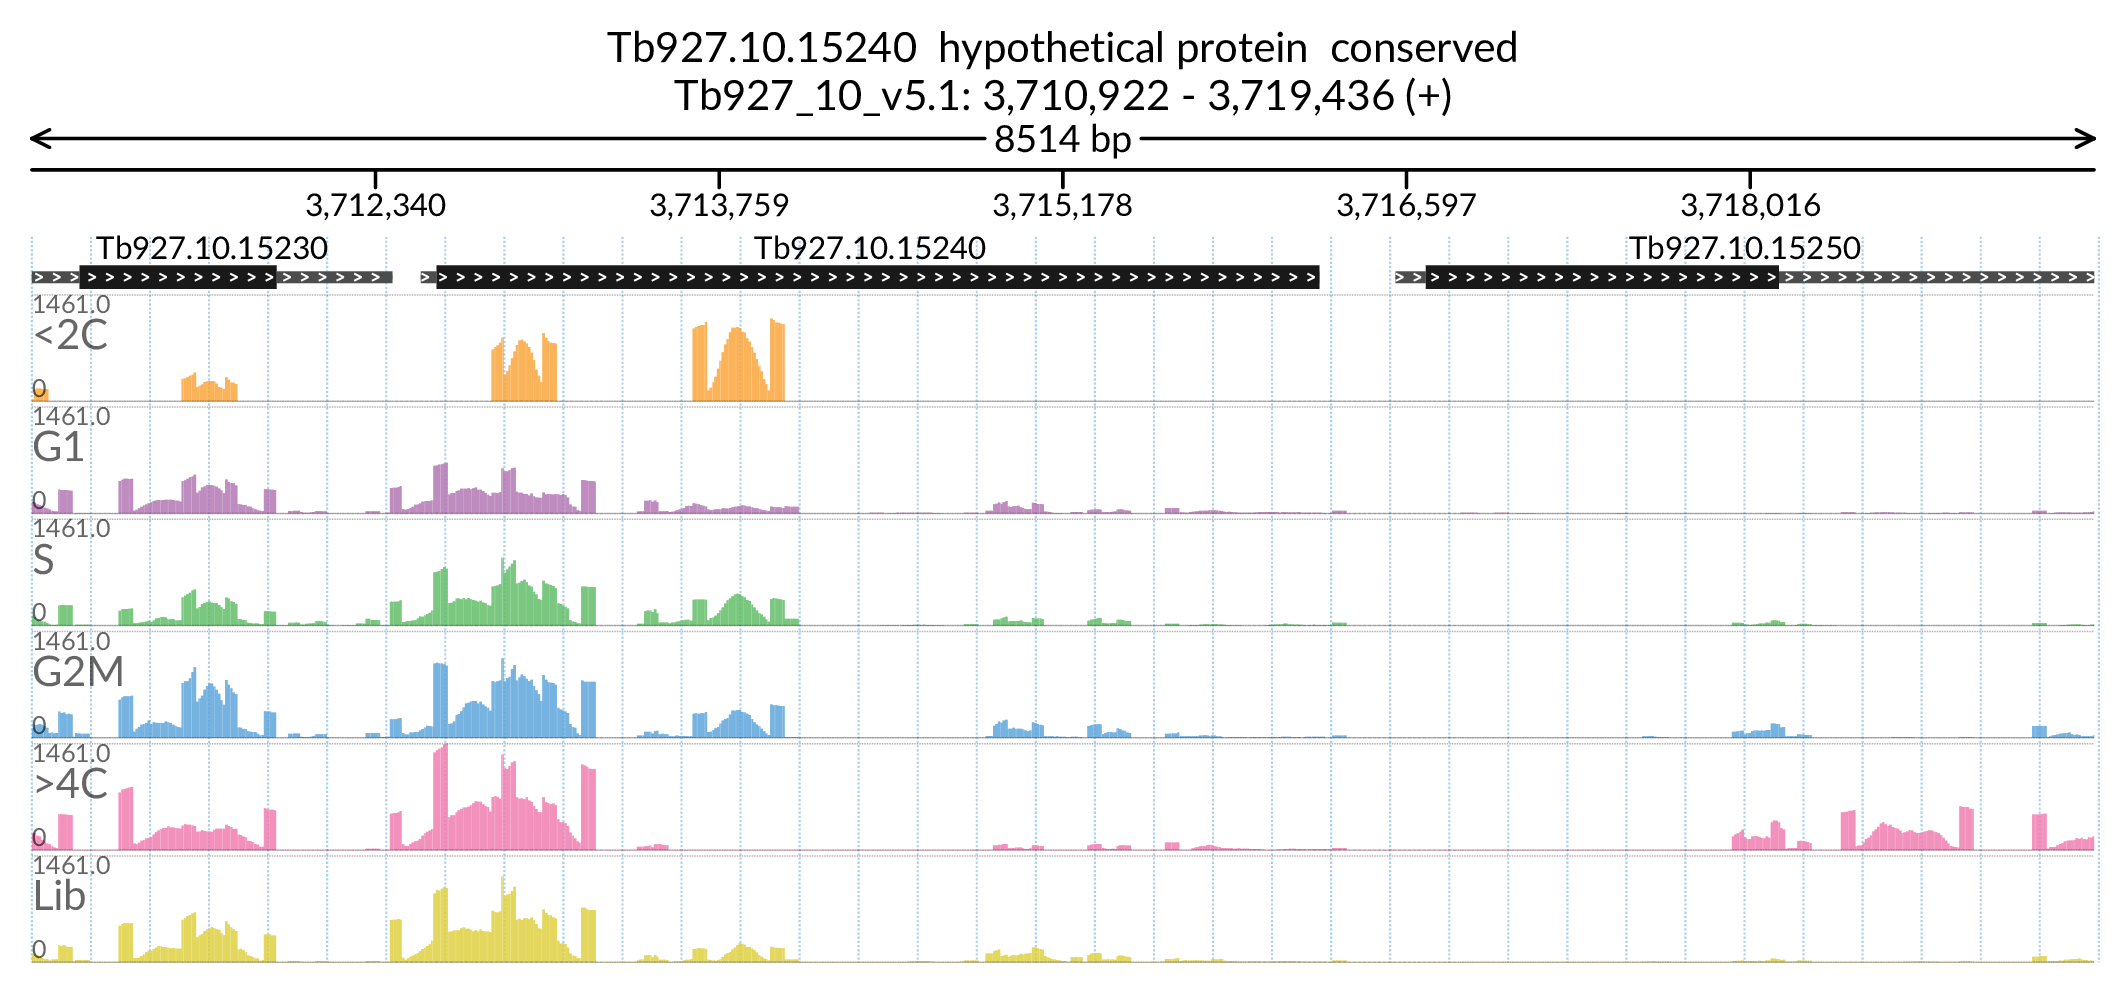 Tb927.10.15240 hypothetical protein conserved
Tb927_10_v5.1: 3,710,922 - 3,719,436 (+)
8514 bp
3,712,340 3,713,759 3,715,178 3,716,597 3,718,016
Tb927.10.15230 Tb927.10.15240 Tb927.10.15250
1461.0
<2C
0
1461.0
G1
0
1461.0
S
0
1461.0
G2M
0
1461.0
>4C
0
1461.0
Lib
0